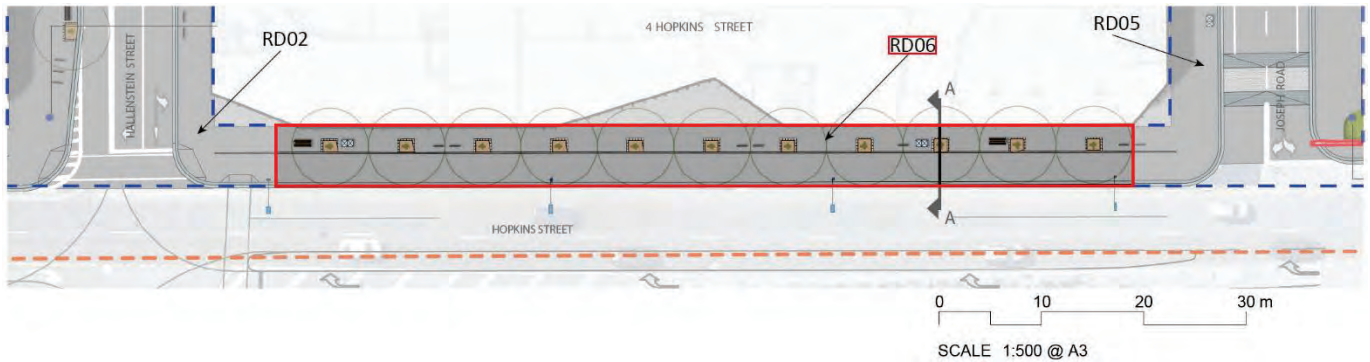 4 HOPKINS STREET
RD02
RD06
RD05
HALLENSTEIN STREET
JOSEPH ROAD
A
A
HOPKINS STREET
0 10 20 30 m
SCALE 1:500 @ A3